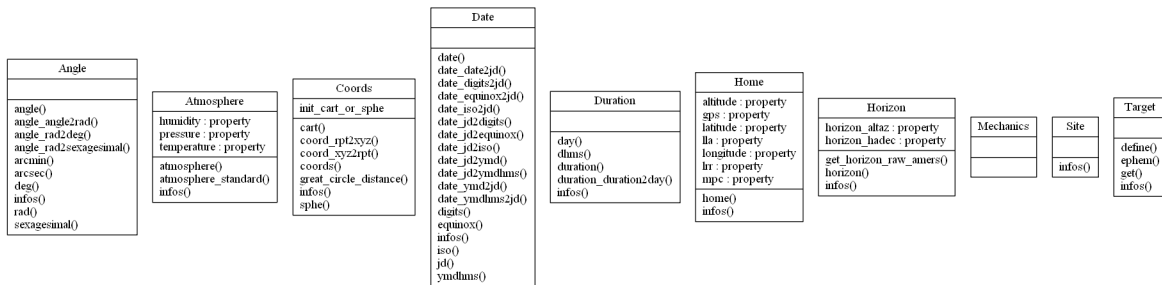 Angle
angle()
angle_angle2rad()
angle_rad2deg()
angle_rad2sexagesimal()
arcmin()
arcsec()
deg()
infos()
rad()
sexagesimal()
Atmosphere
humidity : property
pressure : property
temperature : property
atmosphere()
atmosphere_standard()
infos()
Coords
init_cart_or_sphe
cart()
coord_rpt2xyz()
coord_xyz2rpt()
coords()
great_circle_distance()
infos()
sphe()
Date
date()
date_date2jd()
date_digits2jd()
date_equinox2jd()
date_iso2jd()
date_jd2digits()
date_jd2equinox()
date_jd2iso()
date_jd2ymd()
date_jd2ymdhms()
date_ymd2jd()
date_ymdhms2jd()
digits()
equinox()
infos()
iso()
jd()
ymdhms()
Duration
day()
dhms()
duration()
duration_duration2day()
infos()
Home
altitude : property
gps : property
latitude : property
lla : property
longitude : property
lrr : property
mpc : property
home()
infos()
Horizon
horizon_altaz : property
horizon_hadec : property
get_horizon_raw_amers()
horizon()
infos()
Mechanics
Site
infos()
Target
define()
ephem()
get()
infos()